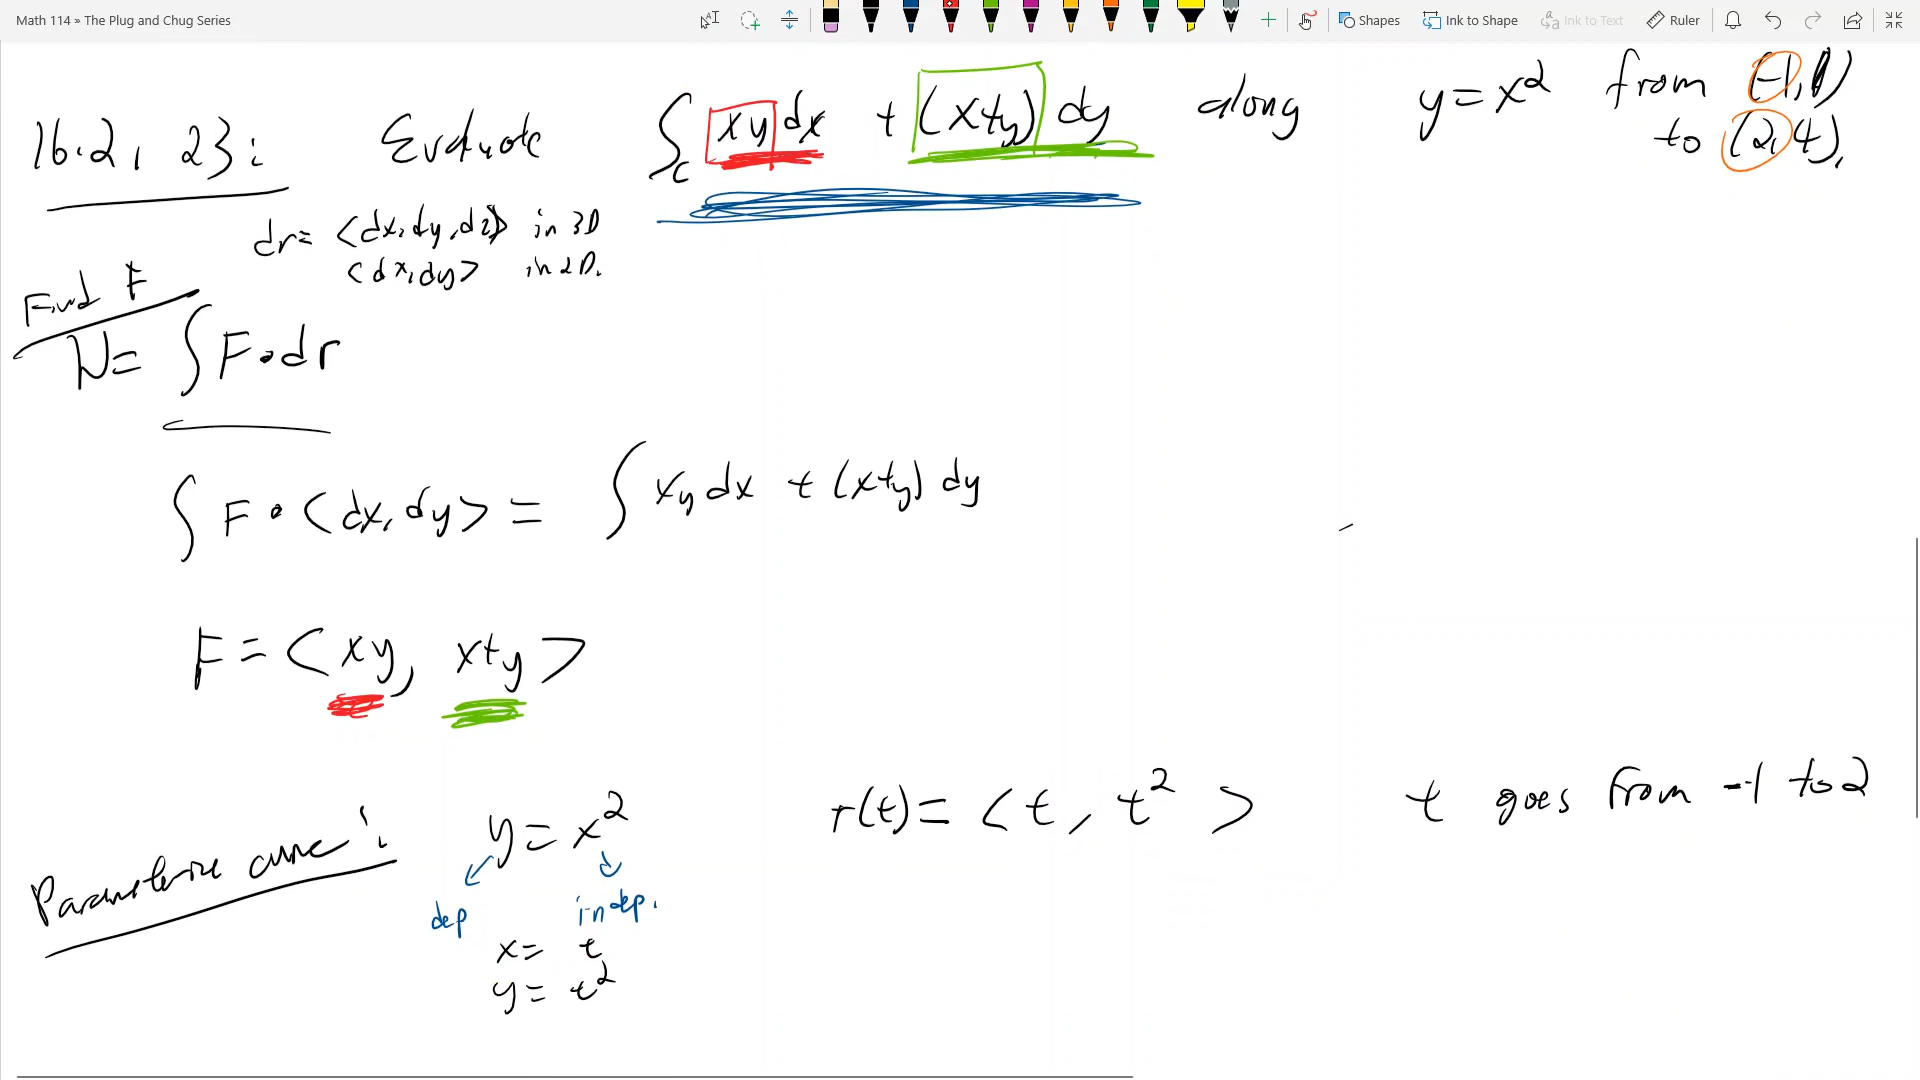 Math 114 » The Plug and Chug Series
Shapes
Ink to Shape
Ink to Text
Ruler
16.2, 23: Evaluate ∫_C xy dx + (x+y) dy along y = x² from (-1,1)
to (2,4).
dr = <dx, dy, dz> in 3D
<dx, dy> in 2D.
Find F
W = ∫ F • dr
∫ F • <dx, dy> = ∫ xy dx + (x+y) dy
F = <xy, x+y>
Parameterize curve: y = x² r(t) = <t, t²> t goes from -1 to 2
dep indep.
x = t
y = t²